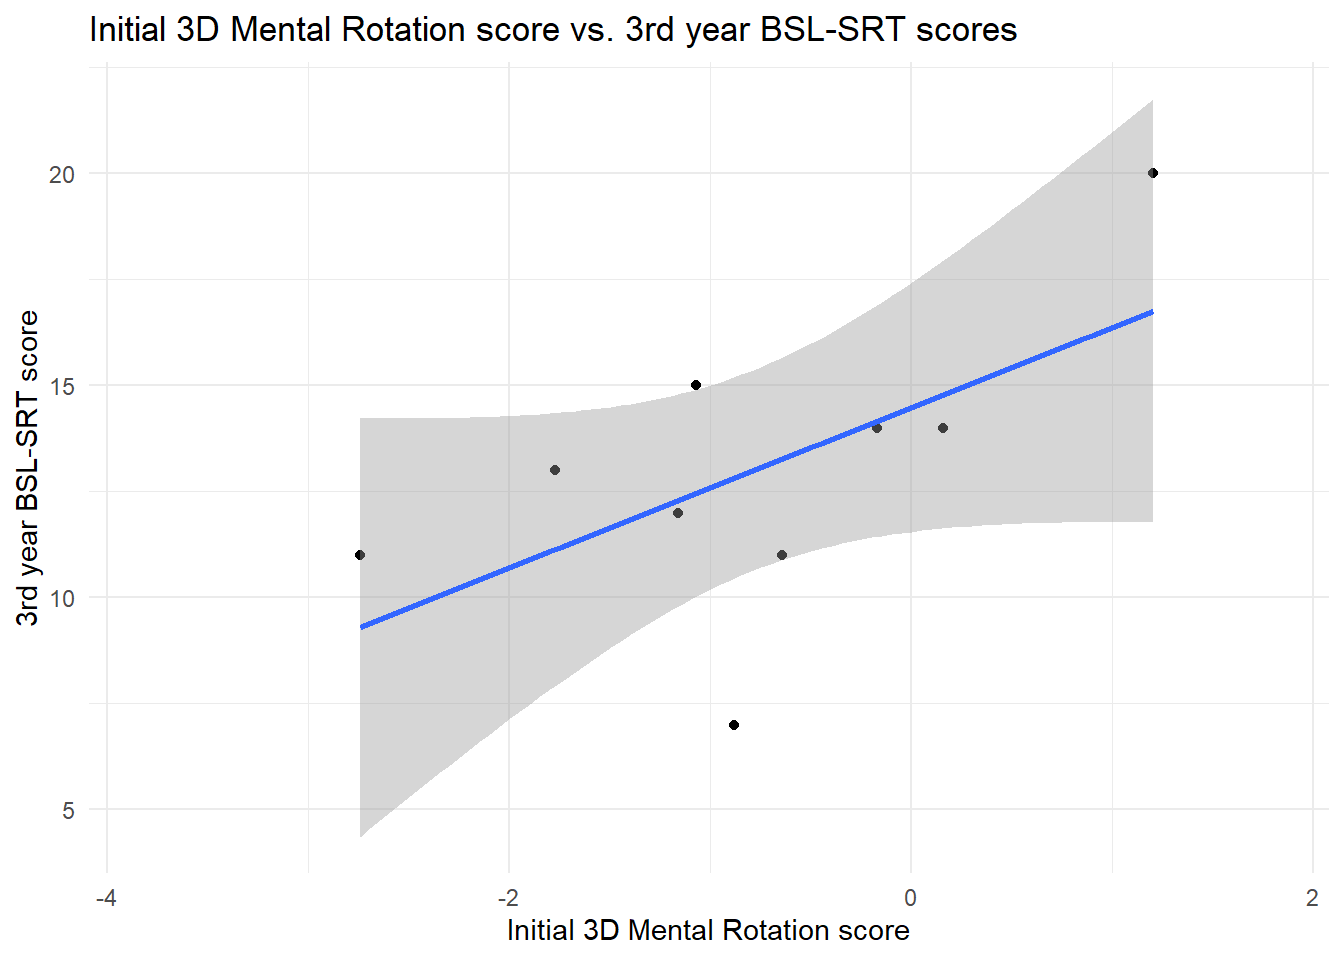 Initial 3D Mental Rotation score vs. 3rd year BSL-SRT scores
20
15
10
5
3rd year BSL-SRT score
-4 -2 0 2
Initial 3D Mental Rotation score